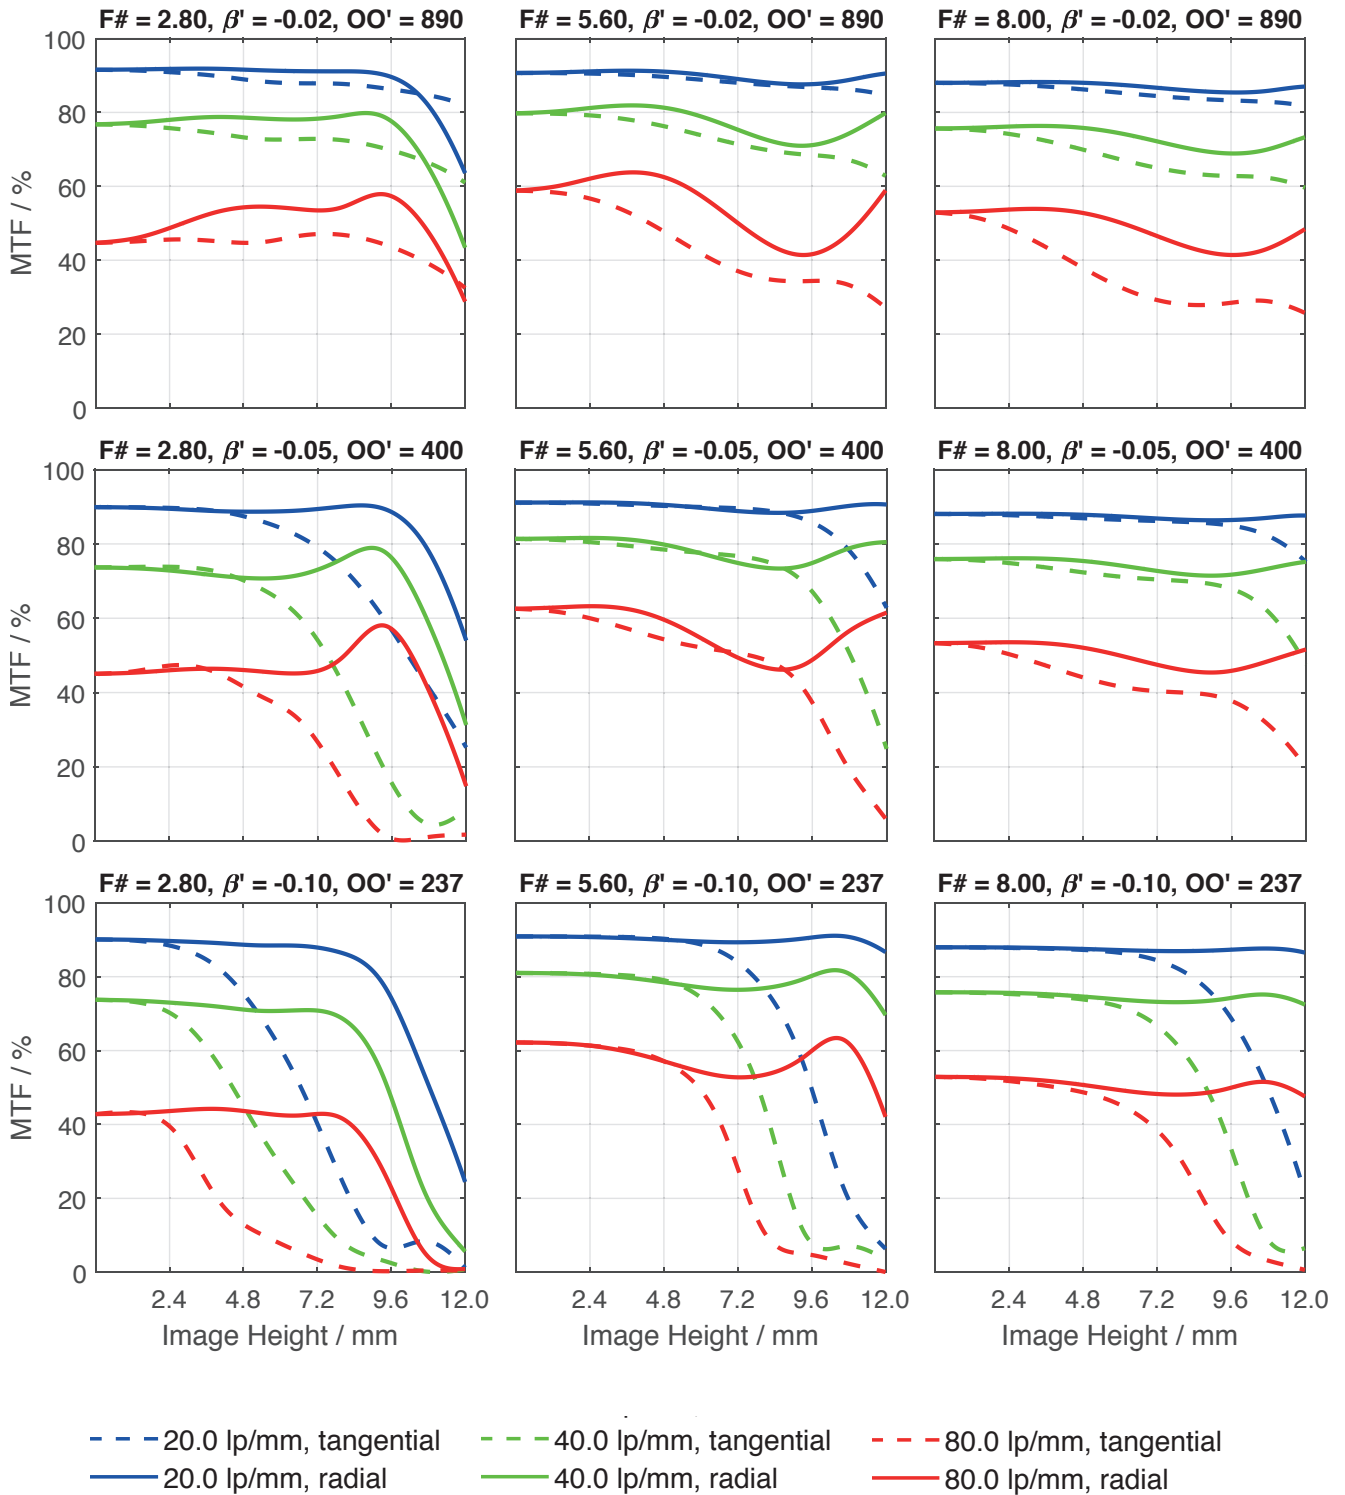 F# = 2.80, β' = -0.02, OO' = 890
F# = 5.60, β' = -0.02, OO' = 890
F# = 8.00, β' = -0.02, OO' = 890
100
80
60
40
20
0
MTF / %
F# = 2.80, β' = -0.05, OO' = 400
F# = 5.60, β' = -0.05, OO' = 400
F# = 8.00, β' = -0.05, OO' = 400
100
80
60
40
20
0
MTF / %
F# = 2.80, β' = -0.10, OO' = 237
F# = 5.60, β' = -0.10, OO' = 237
F# = 8.00, β' = -0.10, OO' = 237
100
80
60
40
20
0
MTF / %
2.4 4.8 7.2 9.6 12.0
2.4 4.8 7.2 9.6 12.0
2.4 4.8 7.2 9.6 12.0
Image Height / mm
Image Height / mm
Image Height / mm
20.0 lp/mm, tangential
40.0 lp/mm, tangential
80.0 lp/mm, tangential
20.0 lp/mm, radial
40.0 lp/mm, radial
80.0 lp/mm, radial